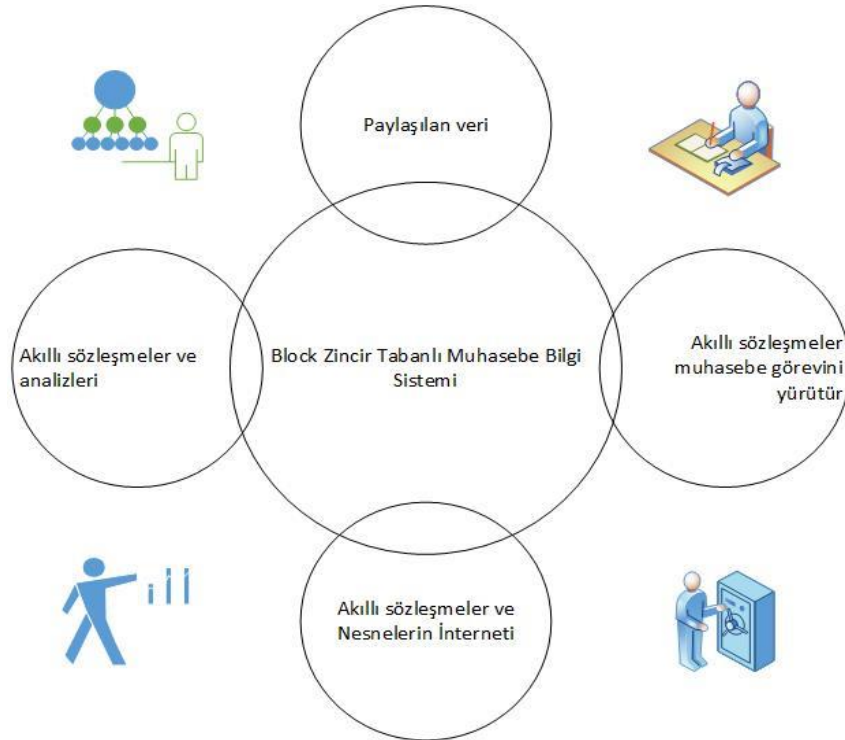 Paylaşılan veri
Akıllı sözleşmeler ve
analizleri
Block Zincir Tabanlı Muhasebe Bilgi
Sistemi
Akıllı sözleşmeler
muhasebe görevini
yürütür
Akıllı sözleşmeler ve
Nesnelerin İnterneti